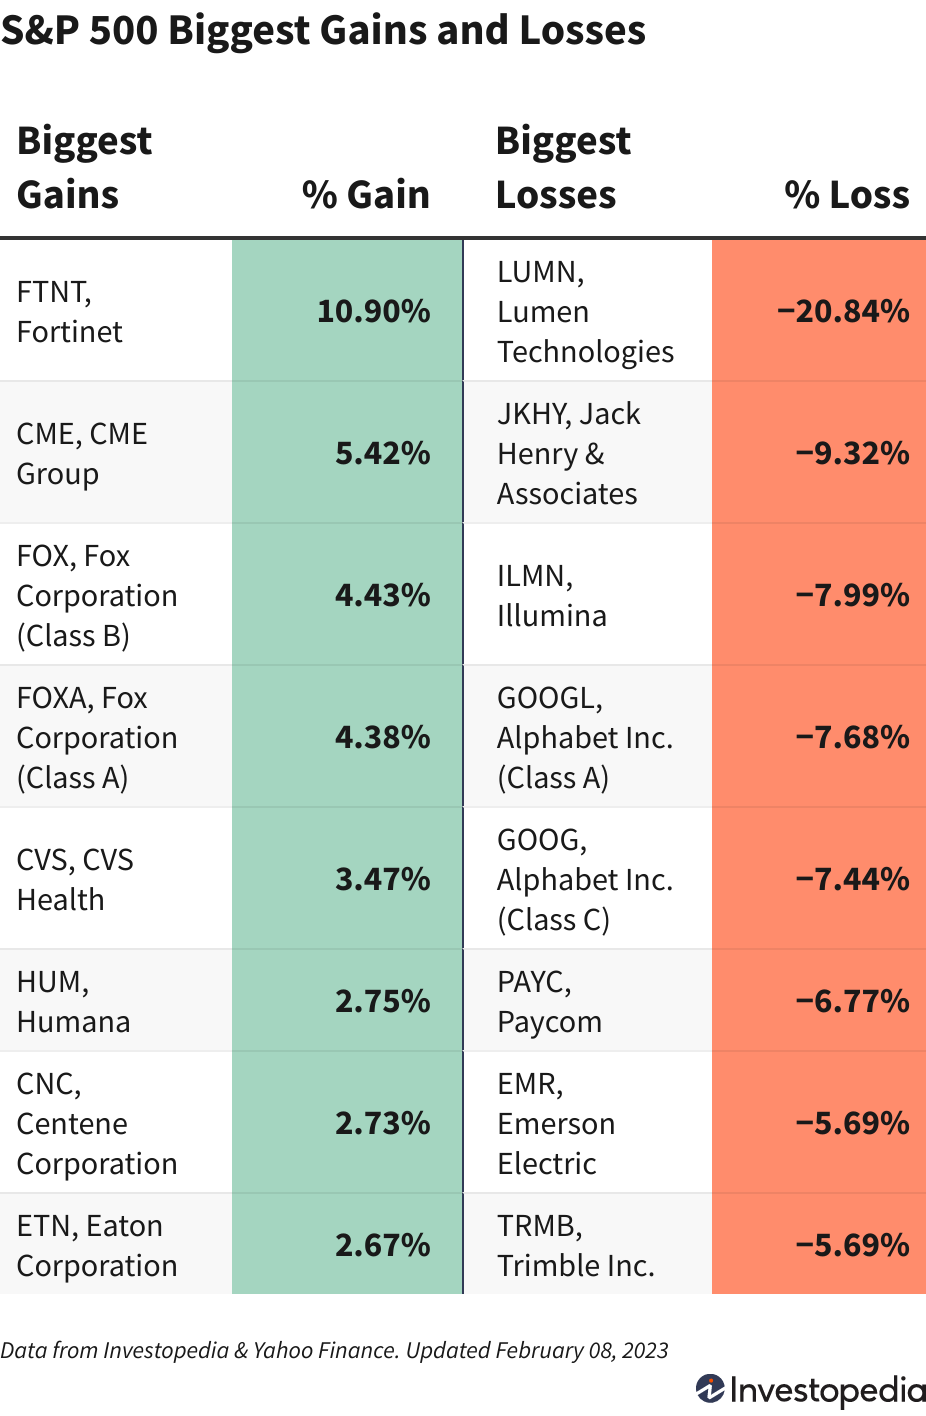 S&P 500 Biggest Gains and Losses
Biggest
Gains
% Gain
Biggest
Losses
% Loss
FTNT,
Fortinet
10.90%
LUMN,
Lumen
Technologies
−20.84%
CME, CME
Group
5.42%
JKHY, Jack
Henry &
Associates
−9.32%
FOX, Fox
Corporation
(Class B)
4.43%
ILMN,
Illumina
−7.99%
FOXA, Fox
Corporation
(Class A)
4.38%
GOOGL,
Alphabet Inc.
(Class A)
−7.68%
CVS, CVS
Health
3.47%
GOOG,
Alphabet Inc.
(Class C)
−7.44%
HUM,
Humana
2.75%
PAYC,
Paycom
−6.77%
CNC,
Centene
Corporation
2.73%
EMR,
Emerson
Electric
−5.69%
ETN, Eaton
Corporation
2.67%
TRMB,
Trimble Inc.
−5.69%
Data from Investopedia & Yahoo Finance. Updated February 08, 2023
Investopedia